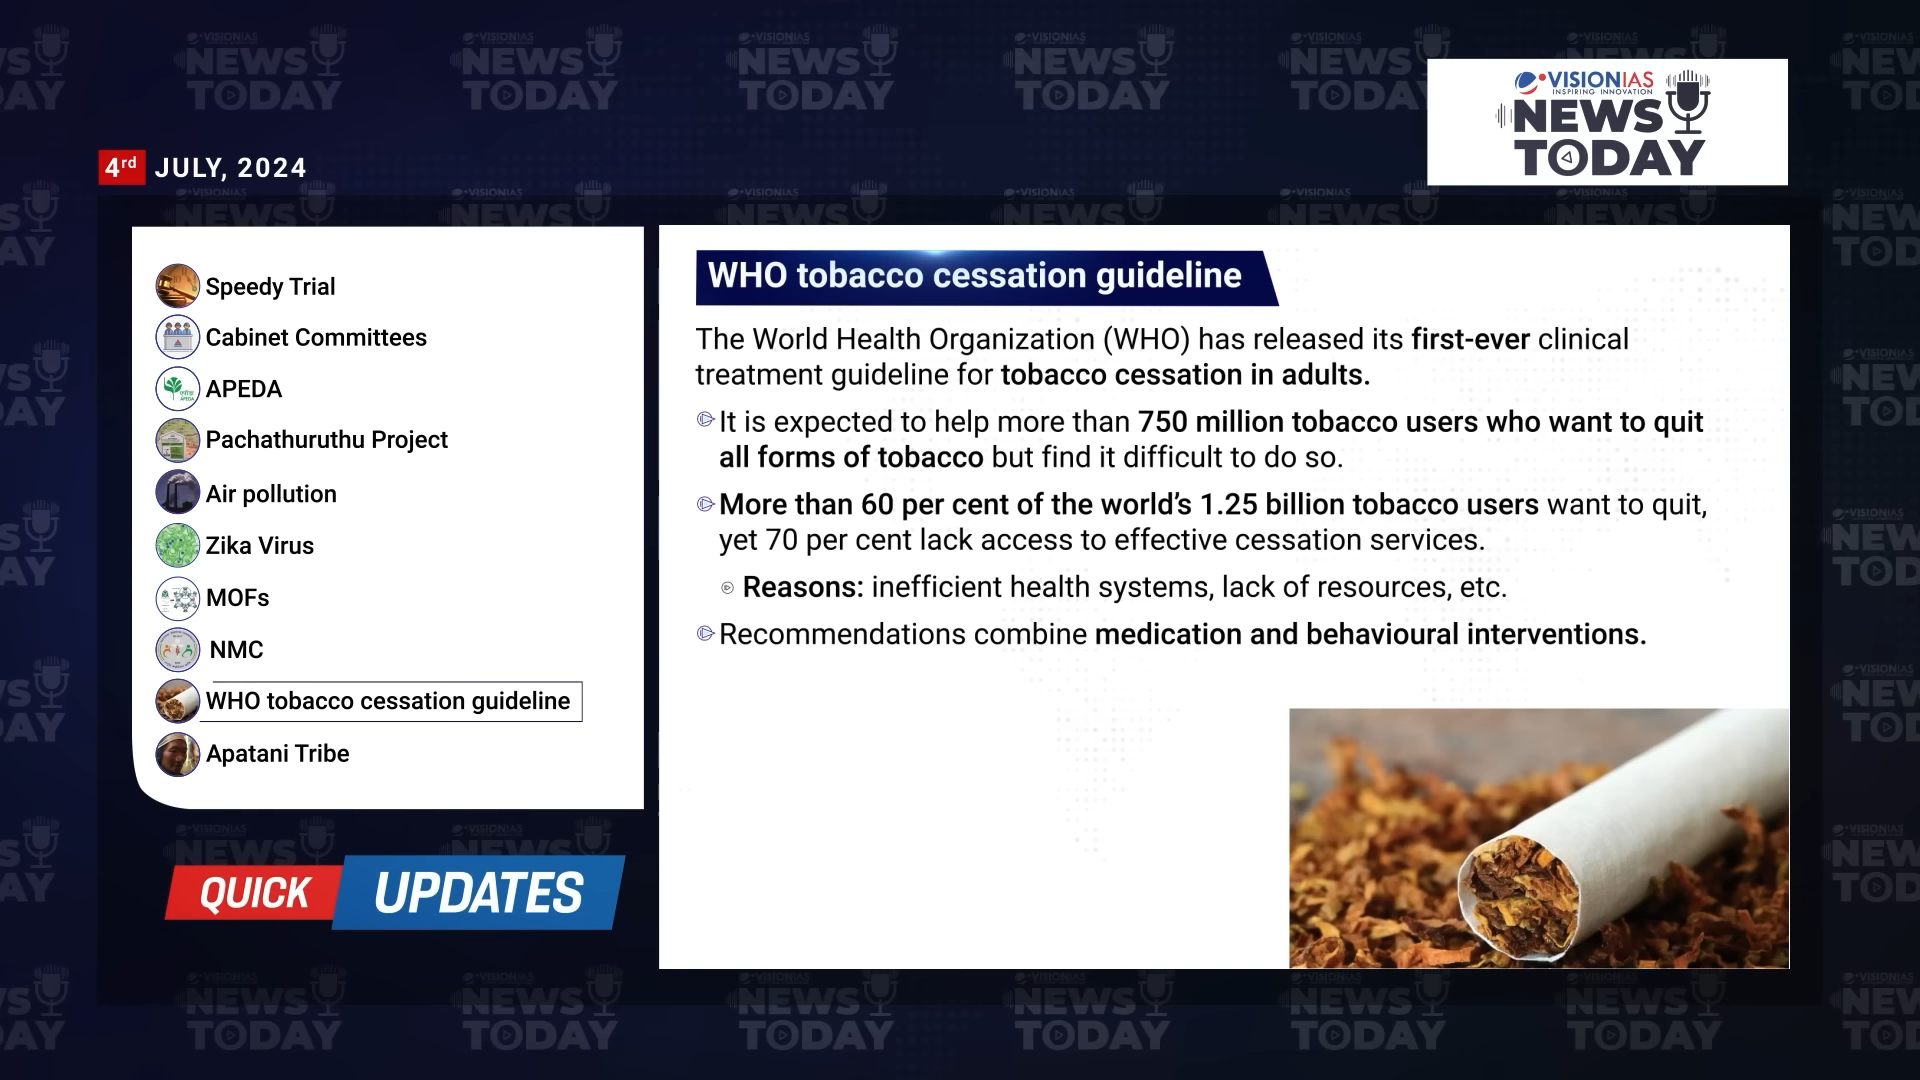 VISIONIAS
INSPIRING INNOVATION
NEWS
TODAY
4rd JULY, 2024
Speedy Trial
Cabinet Committees
APEDA
Pachathuruthu Project
Air pollution
Zika Virus
MOFs
NMC
WHO tobacco cessation guideline
Apatani Tribe
QUICK UPDATES
WHO tobacco cessation guideline
The World Health Organization (WHO) has released its first-ever clinical
treatment guideline for tobacco cessation in adults.
It is expected to help more than 750 million tobacco users who want to quit
all forms of tobacco but find it difficult to do so.
More than 60 per cent of the world's 1.25 billion tobacco users want to quit,
yet 70 per cent lack access to effective cessation services.
Reasons: inefficient health systems, lack of resources, etc.
Recommendations combine medication and behavioural interventions.